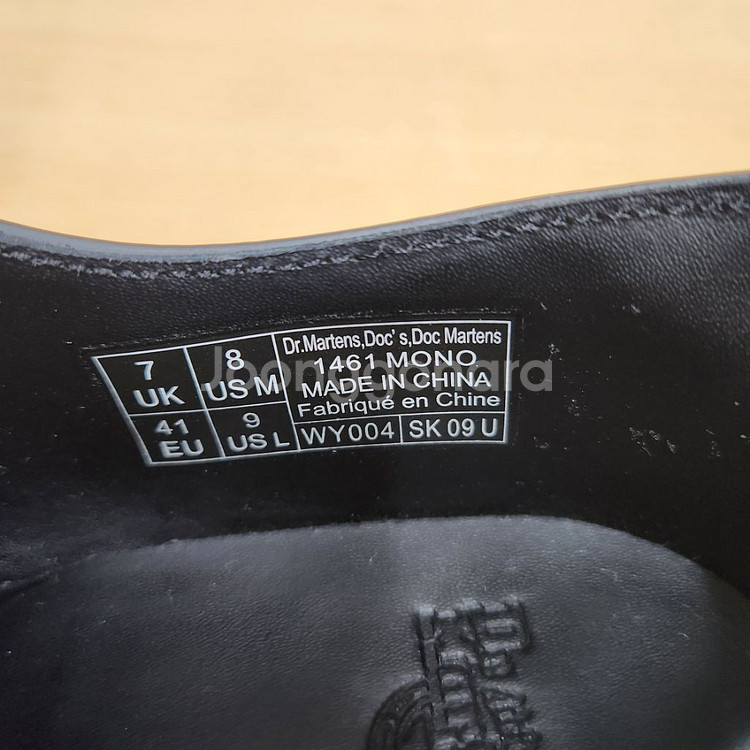 7
UK
8
US M
41
EU
9
US L
Dr.Martens,Doc's,Doc Martens
1461 MONO
MADE IN CHINA
Fabriqué en Chine
WY004
SK 09 U
Joonggonara